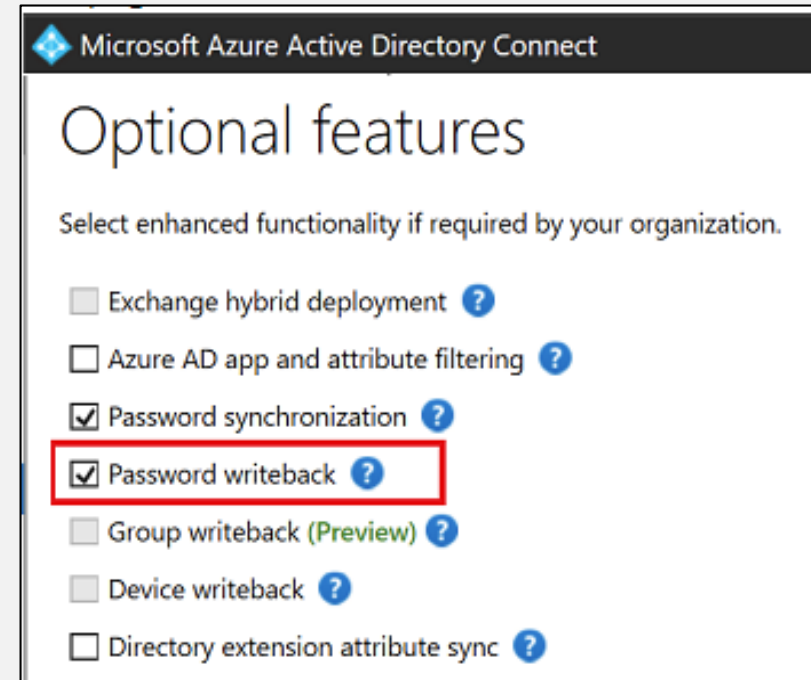 Microsoft Azure Active Directory Connect
Optional features
Select enhanced functionality if required by your organization.
Exchange hybrid deployment ?
Azure AD app and attribute filtering ?
Password synchronization ?
Password writeback ?
Group writeback (Preview) ?
Device writeback ?
Directory extension attribute sync ?